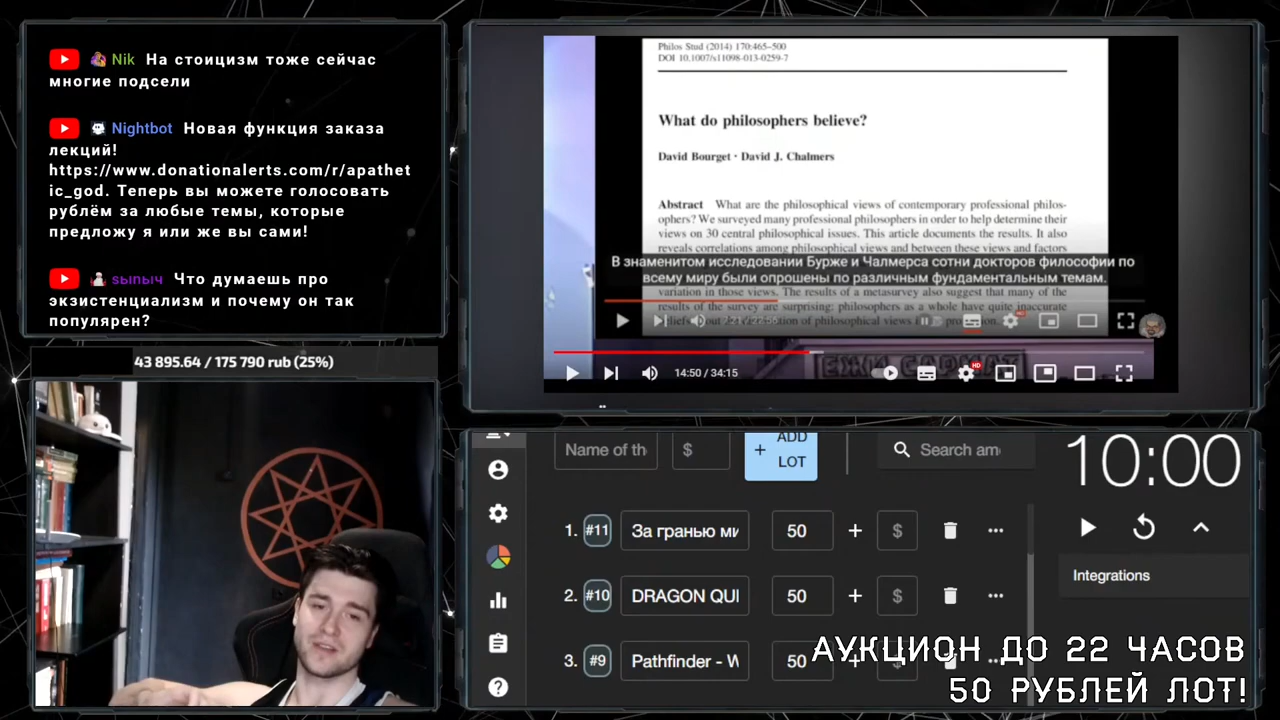 Nik На стоицизм тоже сейчас
многие подсели
Nightbot Новая функция заказа
лекций!
https://www.donationalerts.com/r/apathet
ic_god. Теперь вы можете голосовать
рублём за любые темы, которые
предложу я или же вы сами!
sыпыч Что думаешь про
экзистенциализм и почему он так
популярен?
43 895.64 / 175 790 rub (25%)
Philos Stud (2014) 170:465–500
DOI 10.1007/s11098-013-0259-7
What do philosophers believe?
David Bourget · David J. Chalmers
Abstract What are the philosophical views of contemporary professional philos-
ophers? We surveyed many professional philosophers in order to help determine their
views on 30 central philosophical issues. This article documents the results. It also
reveals correlations among philosophical views and between these views and factors
В знаменитом исследовании Бурже и Чалмерса сотни докторов философии по
всему миру были опрошены по различным фундаментальным темам.
variation in those views. The results of a metasurvey also suggest that many of the
results of the survey are surprising: philosophers as a whole have quite inaccurate
14:50 / 34:15
HD
Name of th
$
+ ADD
LOT
Search am
10:00
1. #11 За гранью ми 50 + $
2. #10 DRAGON QUI 50 + $
3. #9 Pathfinder - W 50
Integrations
АУКЦИОН ДО 22 ЧАСОВ
50 РУБЛЕЙ ЛОТ!